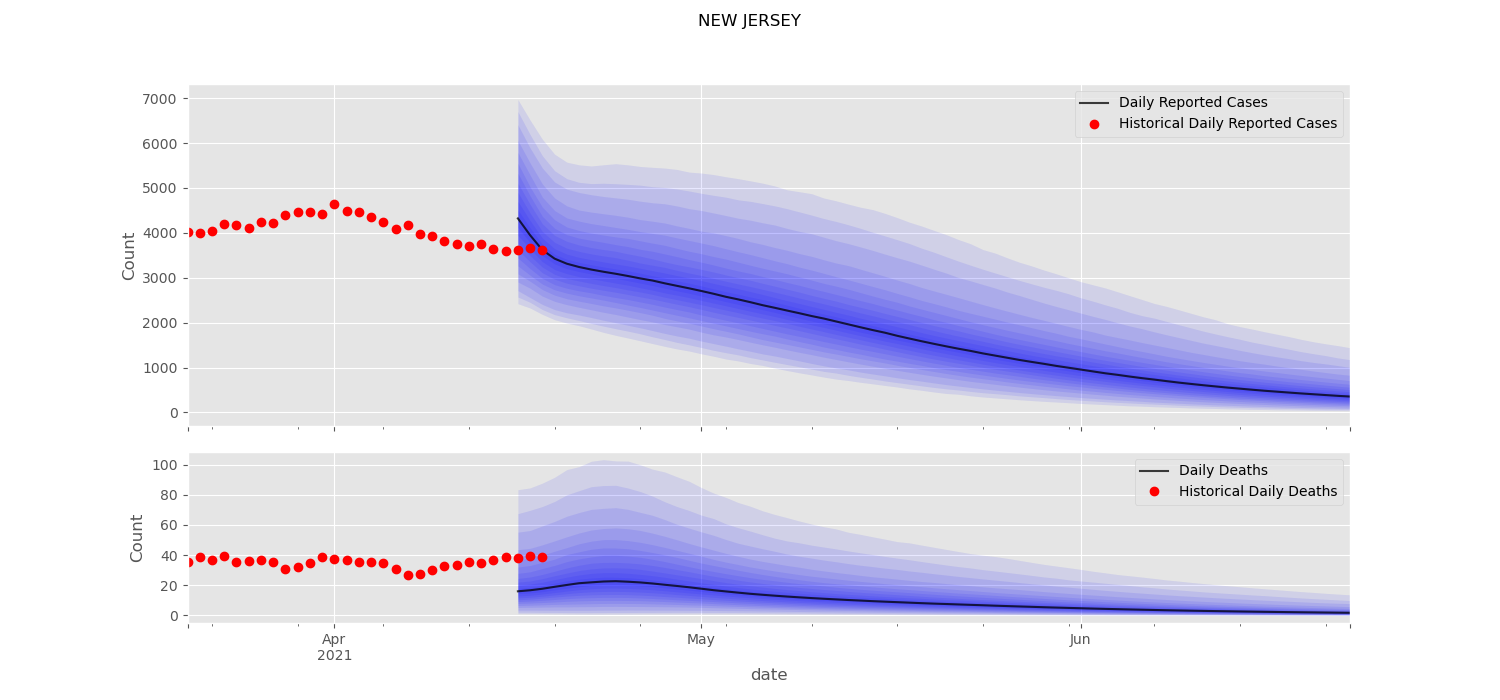 NEW JERSEY
7000
6000
5000
4000
3000
2000
1000
0
Count
Daily Reported Cases
Historical Daily Reported Cases
100
80
60
40
20
0
Count
Daily Deaths
Historical Daily Deaths
Apr
2021
May
Jun
date